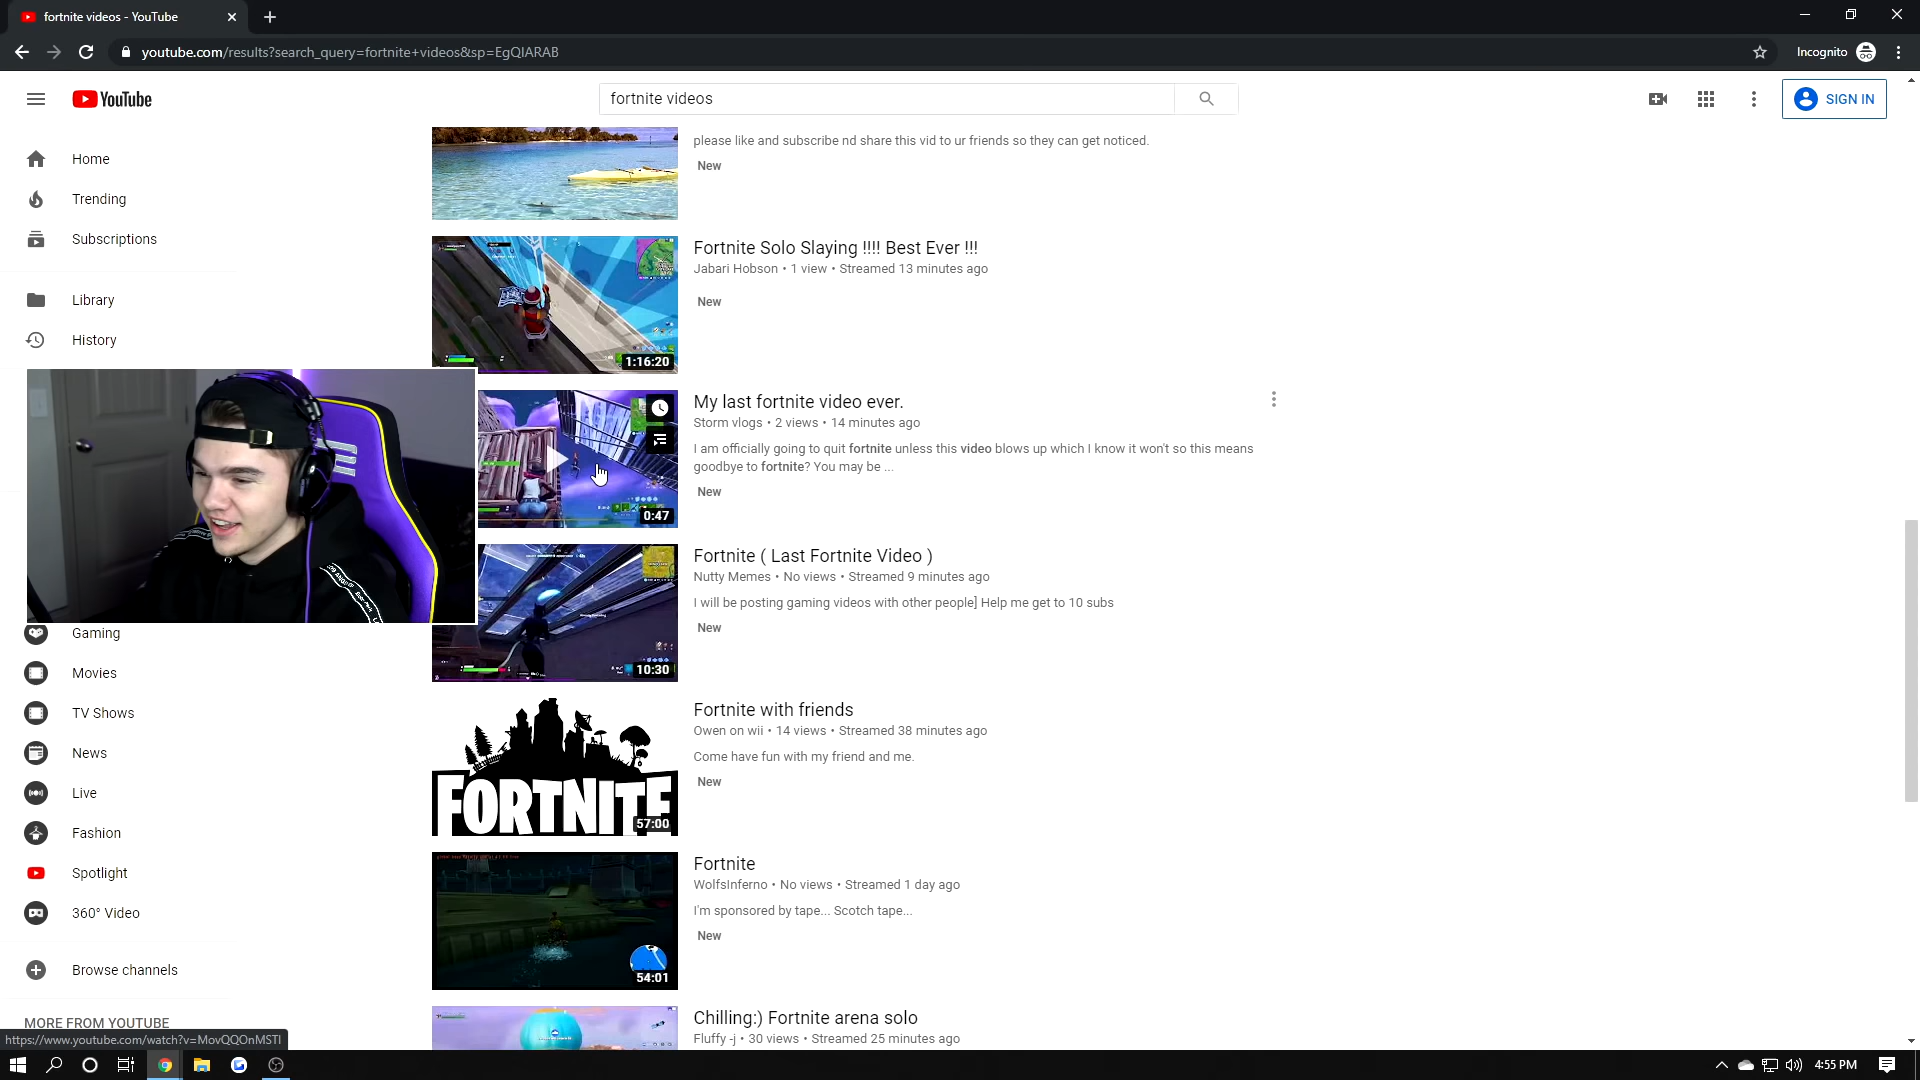 fortnite videos - YouTube
youtube.com/results?search_query=fortnite+videos&sp=EgQIARAB
Incognito
YouTube
fortnite videos
SIGN IN
Home
Trending
Subscriptions
Library
History
Gaming
Movies
TV Shows
News
Live
Fashion
Spotlight
360° Video
Browse channels
MORE FROM YOUTUBE
please like and subscribe nd share this vid to ur friends so they can get noticed.
New
1:16:20
Fortnite Solo Slaying !!!! Best Ever !!!
Jabari Hobson • 1 view • Streamed 13 minutes ago
New
0:47
My last fortnite video ever.
Storm vlogs • 2 views • 14 minutes ago
I am officially going to quit fortnite unless this video blows up which I know it won't so this means
goodbye to fortnite? You may be ...
New
10:30
Fortnite ( Last Fortnite Video )
Nutty Memes • No views • Streamed 9 minutes ago
I will be posting gaming videos with other people] Help me get to 10 subs
New
FORTNITE
57:00
Fortnite with friends
Owen on wii • 14 views • Streamed 38 minutes ago
Come have fun with my friend and me.
New
54:01
Fortnite
WolfsInferno • No views • Streamed 1 day ago
I'm sponsored by tape... Scotch tape...
New
Chilling:) Fortnite arena solo
Fluffy -j • 30 views • Streamed 25 minutes ago
https://www.youtube.com/watch?v=MovQQOnMSTI
4:55 PM